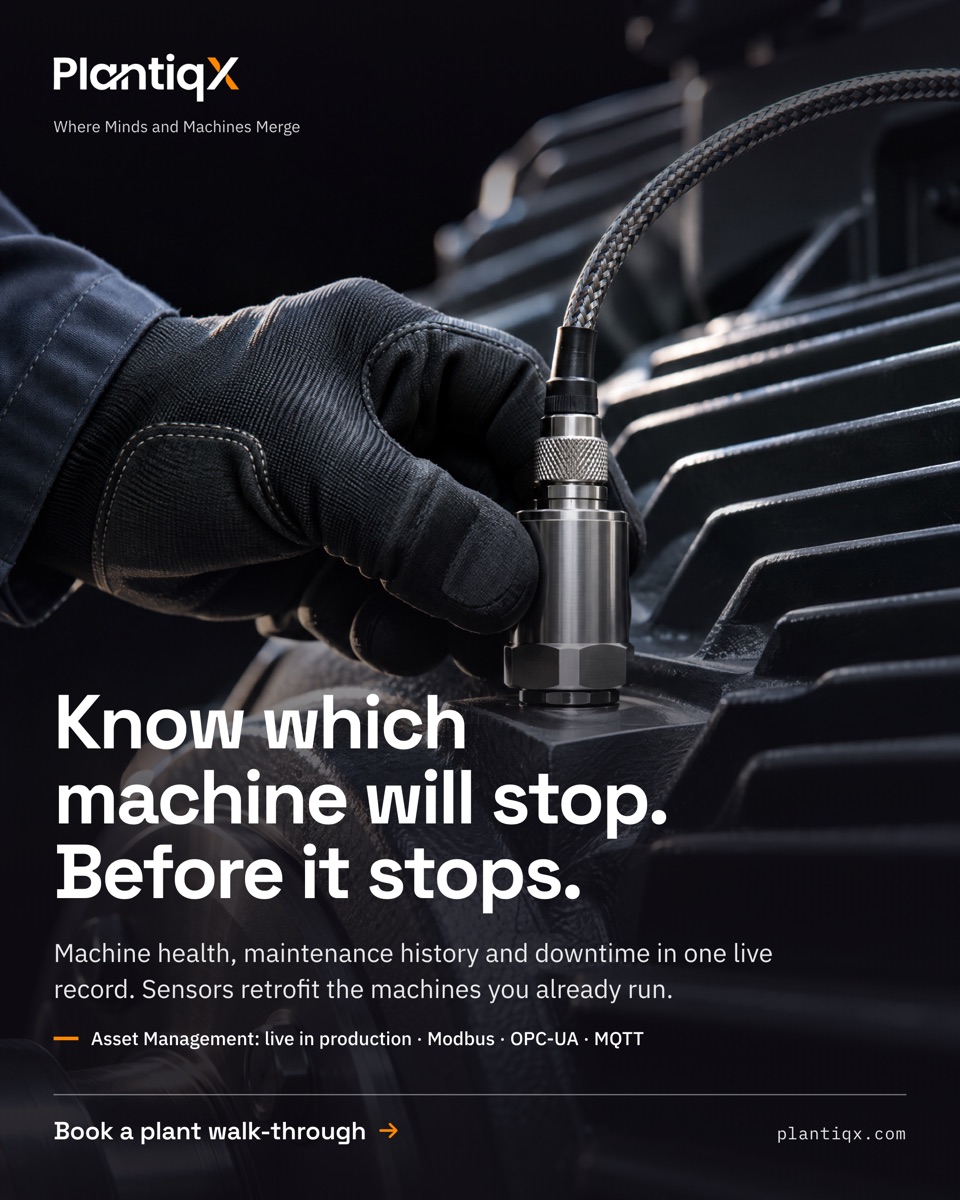 PlantiqX
Where Minds and Machines Merge
Know which
machine will stop.
Before it stops.
Machine health, maintenance history and downtime in one live
record. Sensors retrofit the machines you already run.
Asset Management: live in production · Modbus · OPC-UA · MQTT
Book a plant walk-through →
plantiqx.com